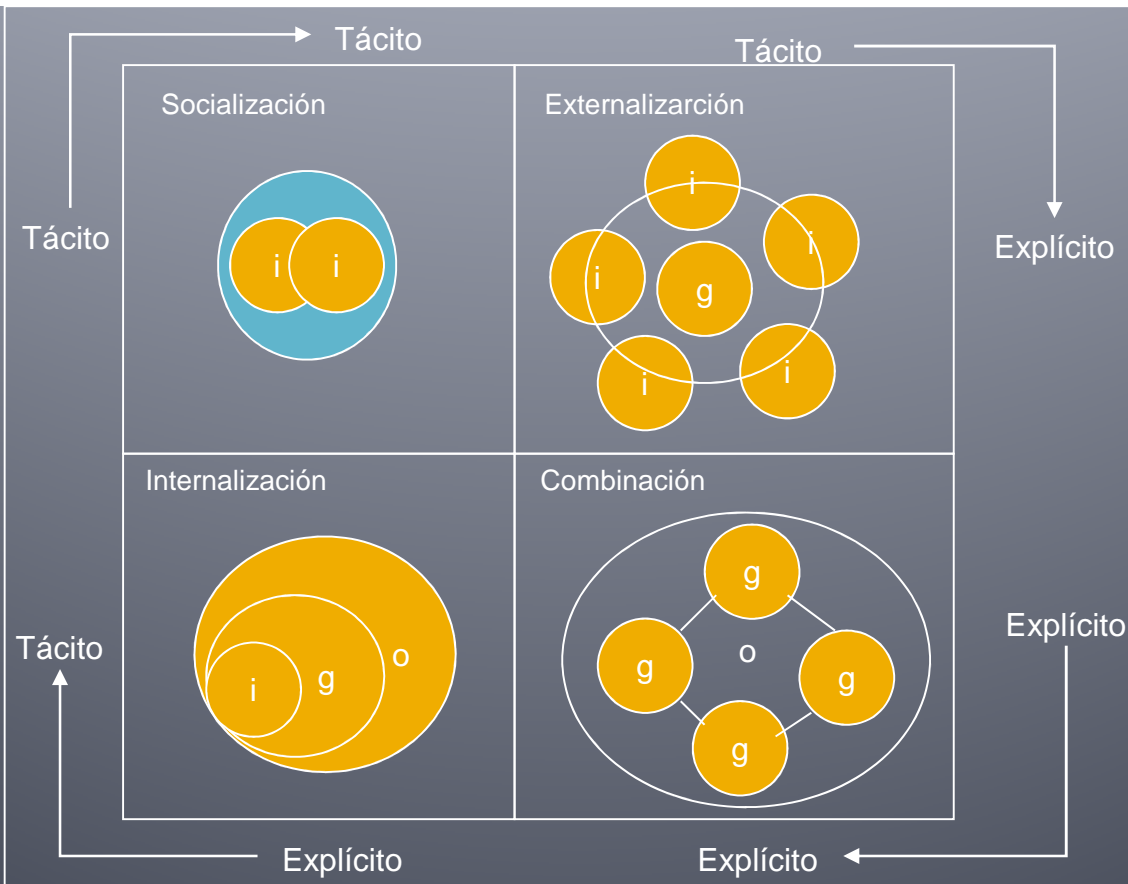 Tácito
Tácito
Socialización
Externalizarción
i
i
i
i
i
g
i
i
Tácito
Explícito
Internalización
Combinación
g
g
g
g
o
i
g
o
Tácito
Explícito
Explícito
Explícito